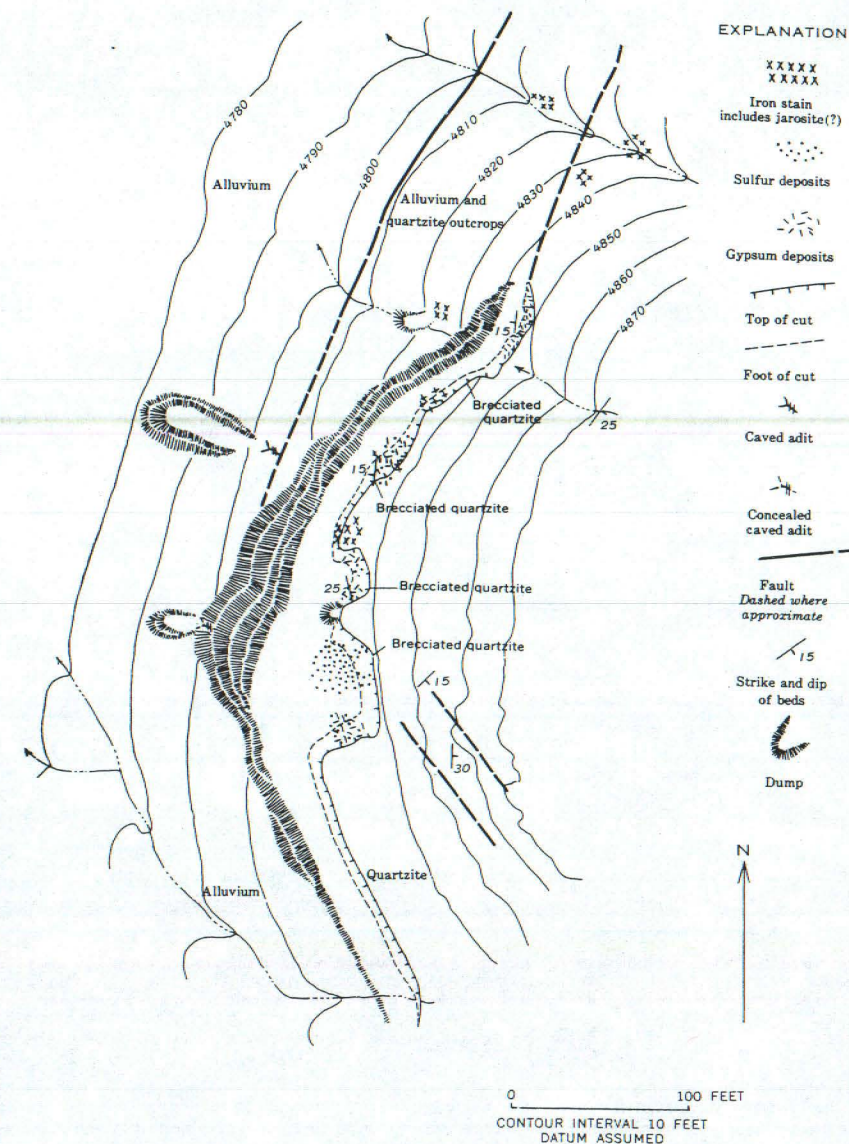 EXPLANATION
Iron stain
includes jarosite(?)
Sulfur deposits
Gypsum deposits
Top of cut
Foot of cut
Caved adit
Concealed
caved adit
Fault
Dashed where
approximate
15
Strike and dip
of beds
Dump
N
4780
4790
4800
4810
4820
4830
4840
4850
4860
4870
Alluvium
Alluvium and
quartzite outcrops
15
Brecciated
quartzite
25
15
Brecciated quartzite
25
Brecciated quartzite
Brecciated quartzite
15
30
Quartzite
Alluvium
0 100 FEET
CONTOUR INTERVAL 10 FEET
DATUM ASSUMED